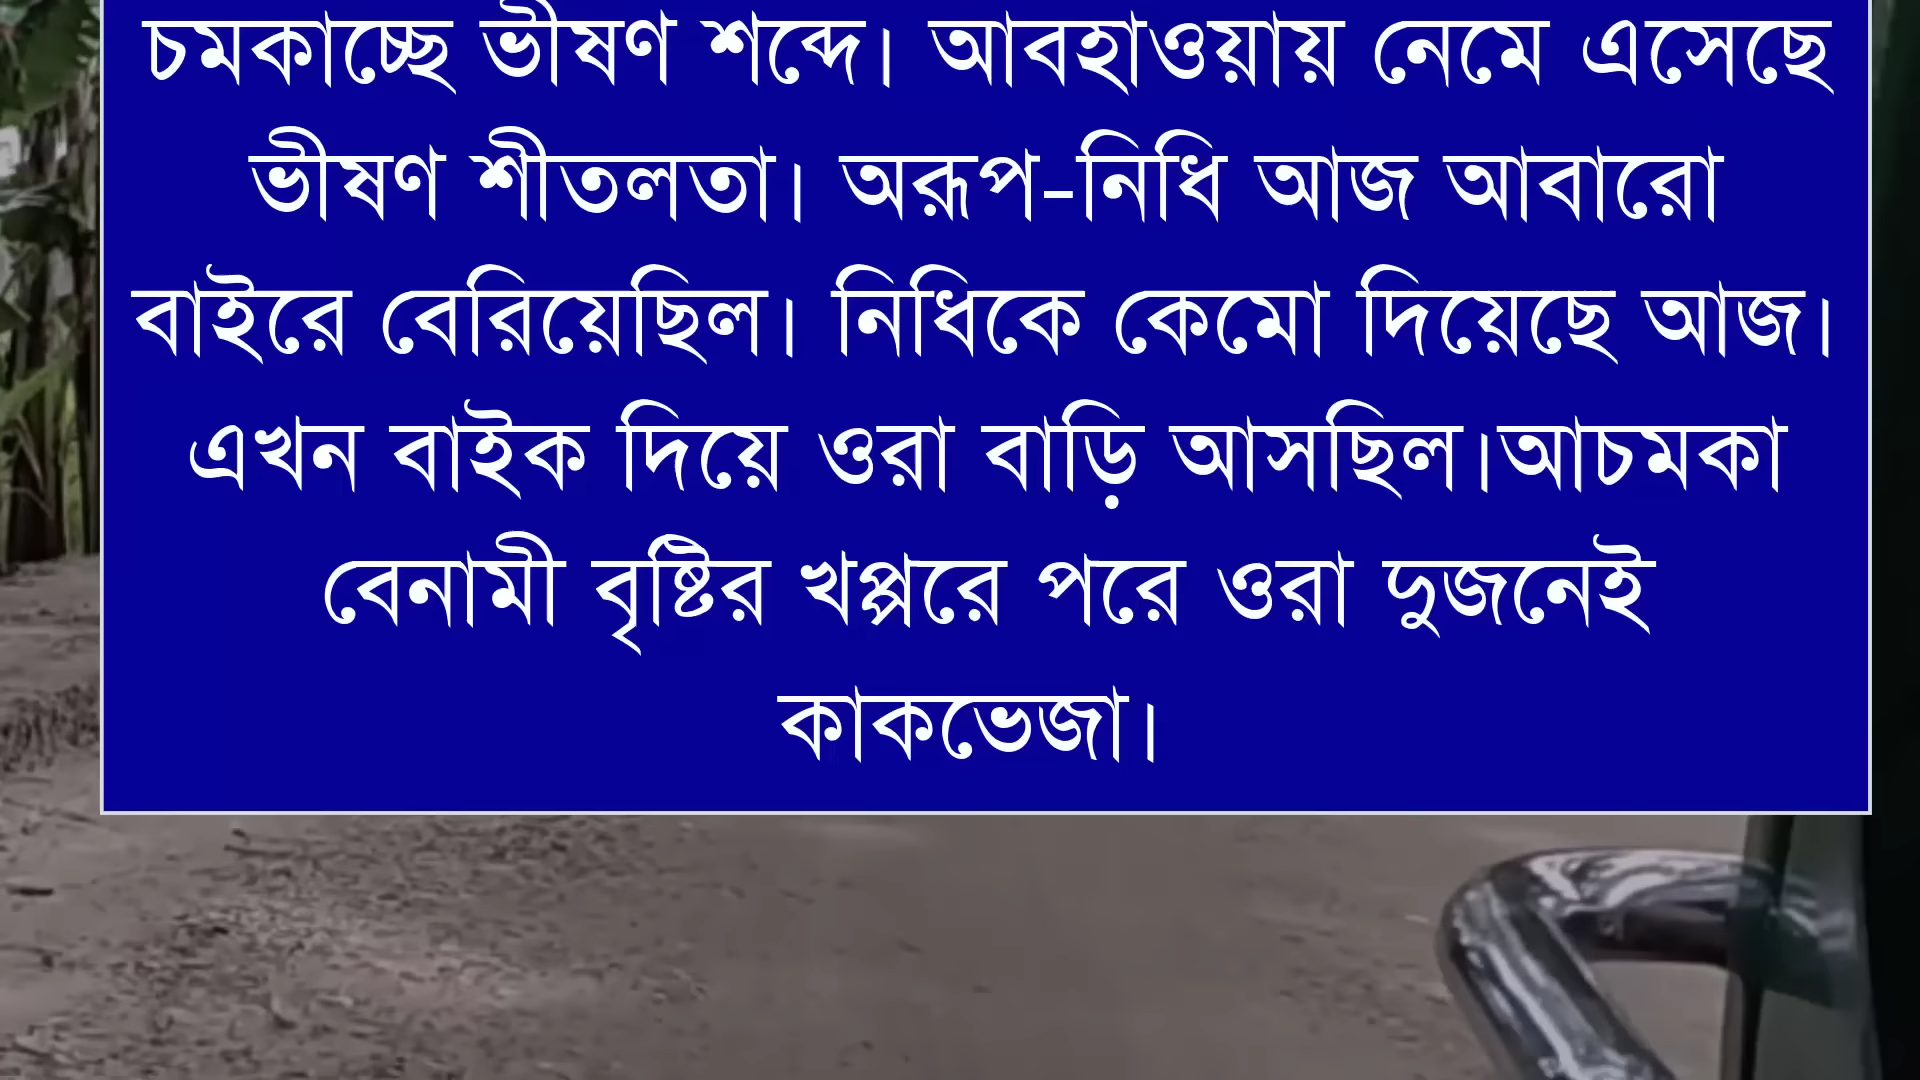 চমকাচ্ছে ভীষণ শব্দে। আবহাওয়ায় নেমে এসেছে
ভীষণ শীতলতা। অরূপ-নিধি আজ আবারো
বাইরে বেরিয়েছিল। নিধিকে কেমো দিয়েছে আজ।
এখন বাইক দিয়ে ওরা বাড়ি আসছিল।আচমকা
বেনামী বৃষ্টির খপ্পরে পরে ওরা দুজনেই
কাকভেজা।